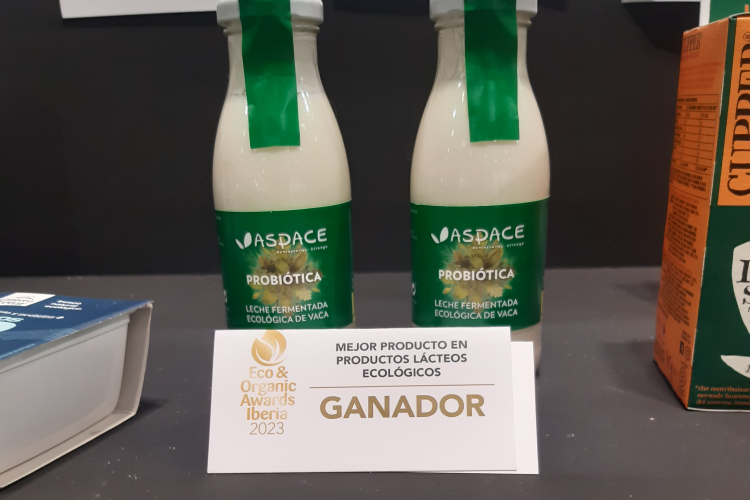 ASPACE
PROBIÓTICA
LECHE FERMENTADA
ECOLÓGICA DE VACA
ASPACE
PROBIÓTICA
LECHE FERMENTADA
ECOLÓGICA DE VACA
Eco &
Organic
Awards
Iberia
2023
MEJOR PRODUCTO EN
PRODUCTOS LÁCTEOS
ECOLÓGICOS
GANADOR
CUPPER